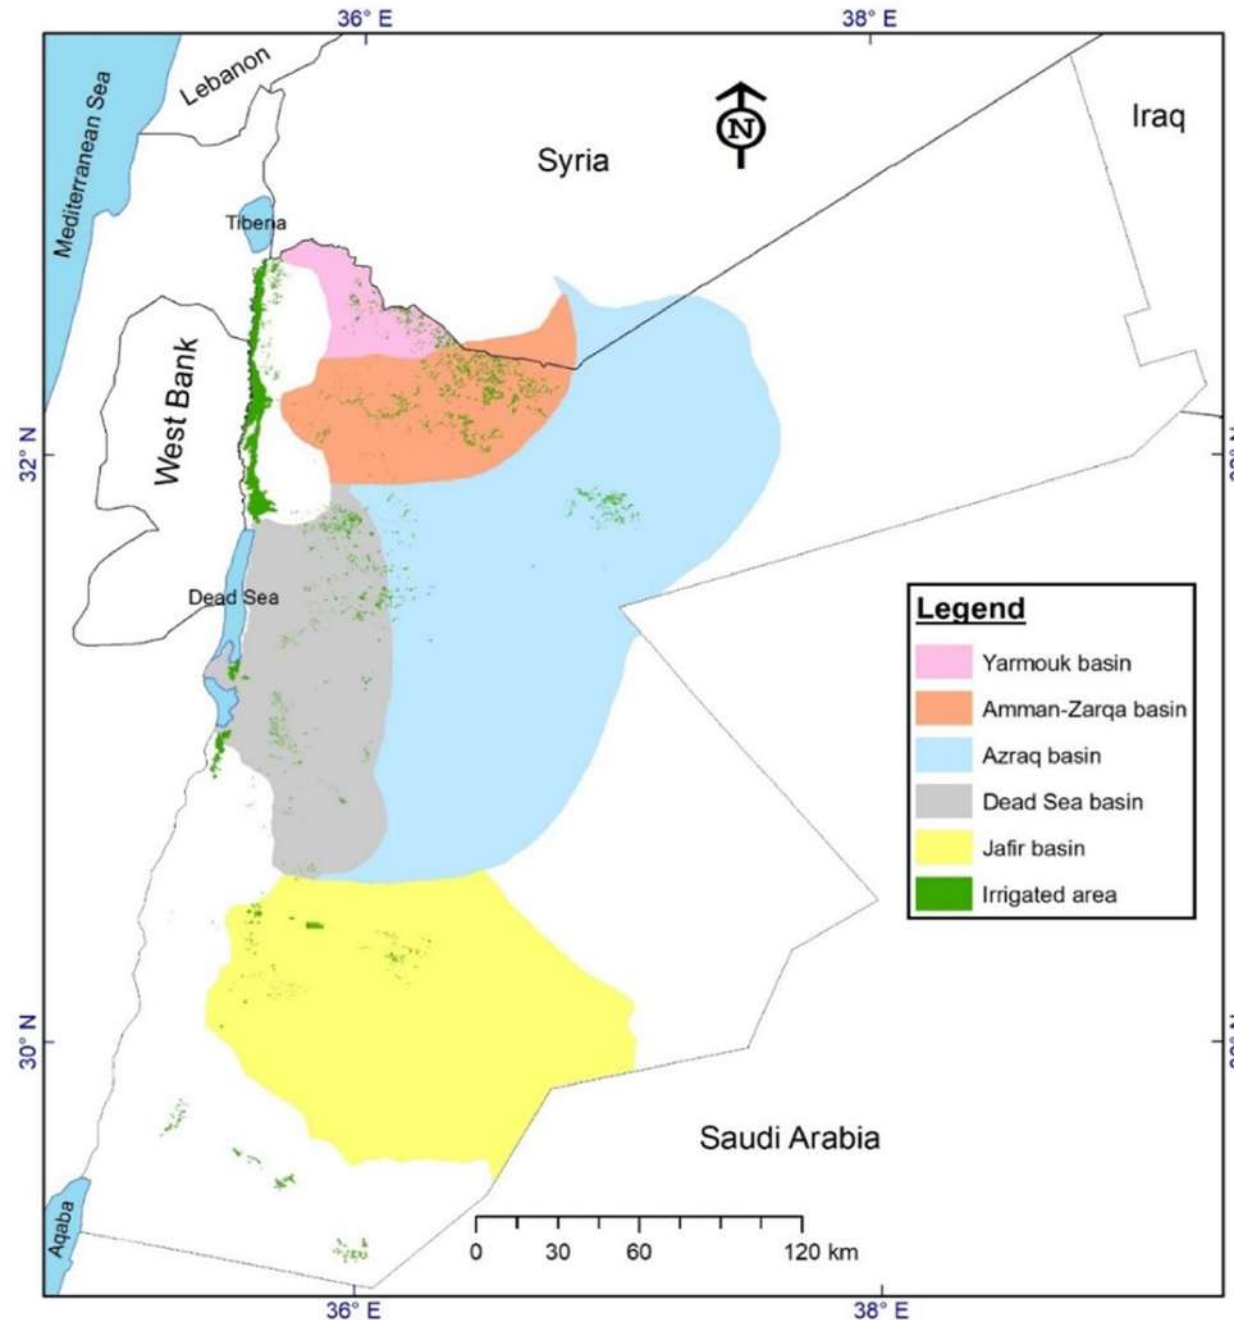 36° E
38° E
Lebanon
Mediterranean Sea
Iraq
N
Syria
Tiberia
32° N
West Bank
Dead Sea
Legend
Yarmouk basin
Amman-Zarqa basin
Azraq basin
Dead Sea basin
Jafir basin
Irrigated area
30° N
Saudi Arabia
Aqaba
0
30
60
120 km
36° E
38° E